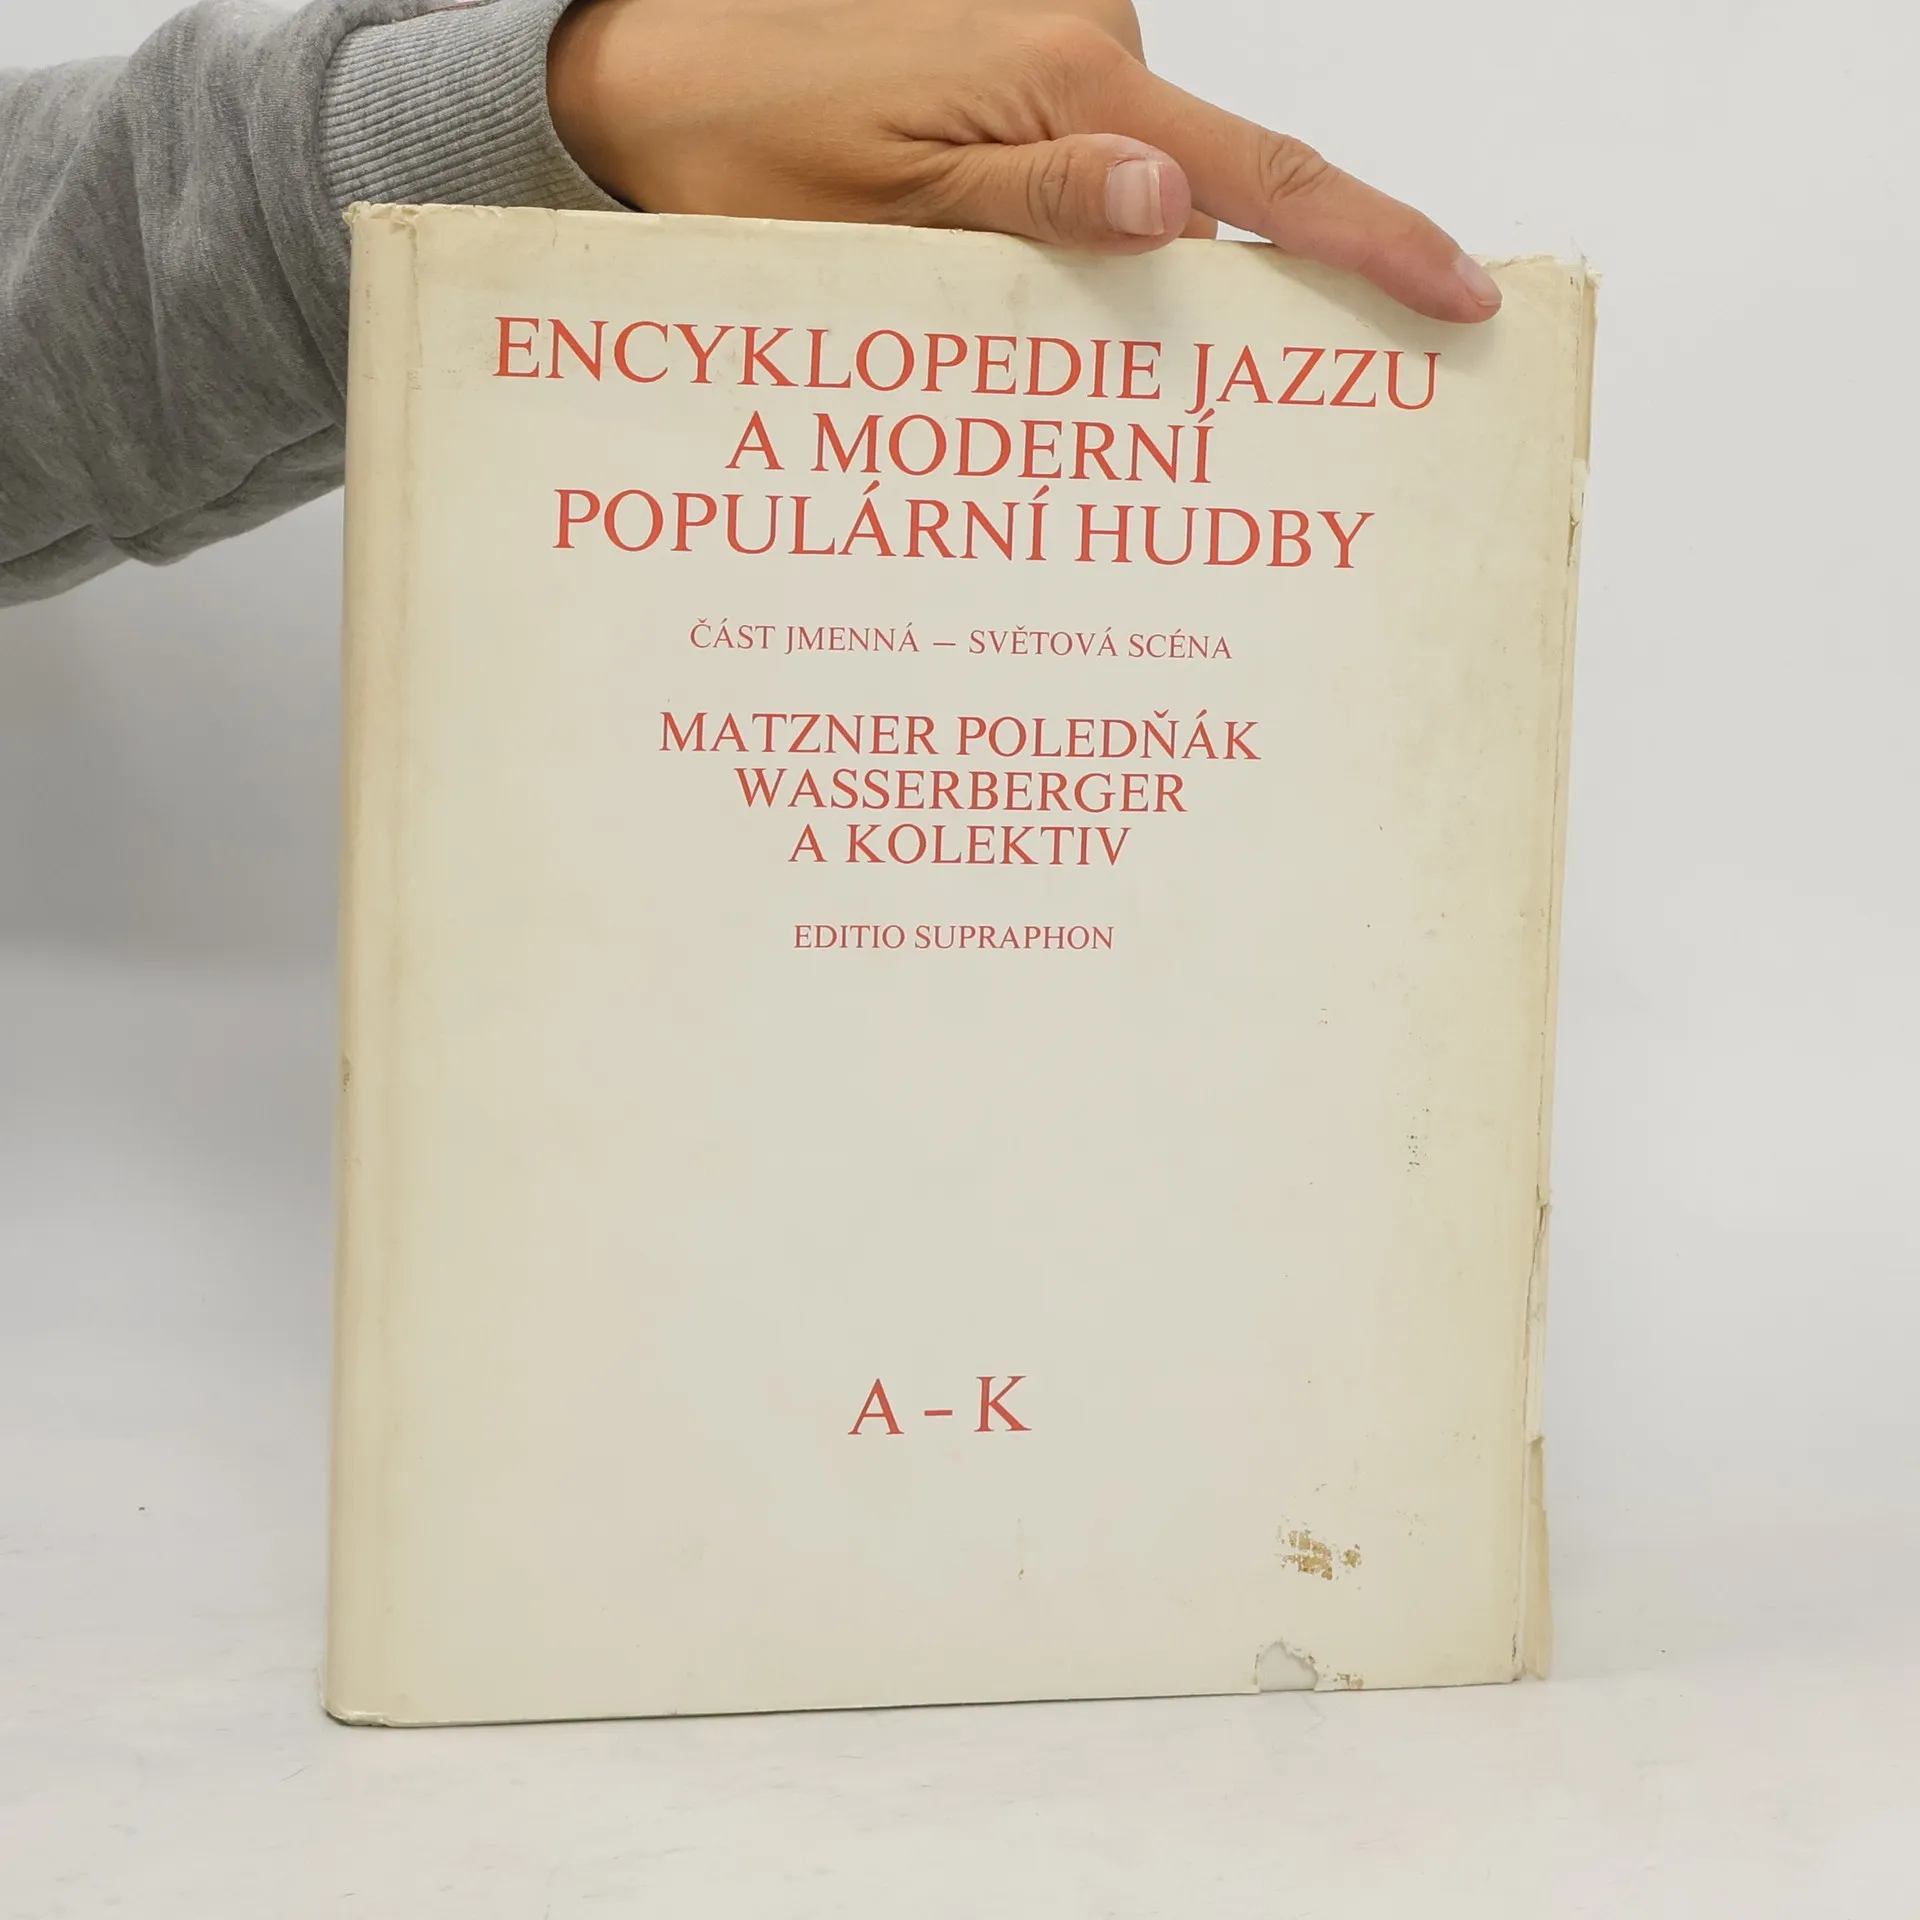 ENCYKLOPEDIE JAZZU
A MODERNÍ
POPULÁRNÍ HUDBY
ČÁST JMENNÁ – SVĚTOVÁ SCÉNA
MATZNER POLEDŇÁK
WASSERBERGER
A KOLEKTIV
EDITIO SUPRAPHON
A – K